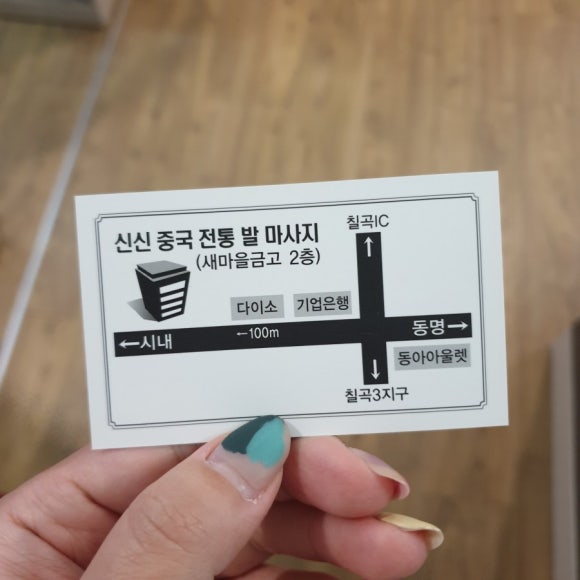 신신 중국 전통 발 마사지
(새마을금고 2층)
칠곡IC
↑
다이소 기업은행
←시내 ←100m 동명→
동아아울렛
↓
칠곡3지구